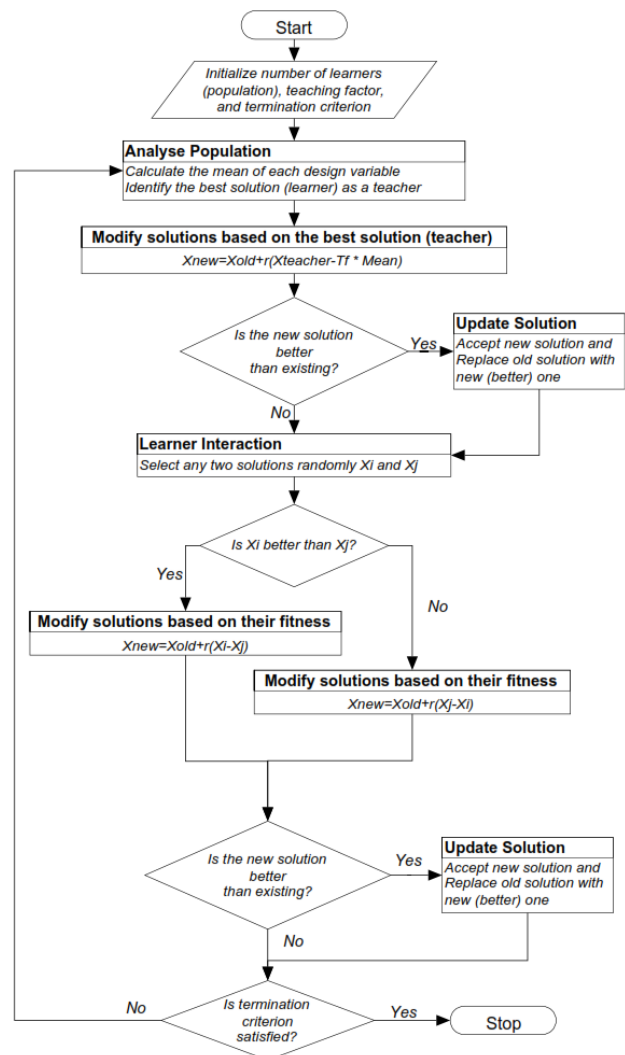 Start
Initialize number of learners
(population), teaching factor,
and termination criterion
Analyse Population
Calculate the mean of each design variable
Identify the best solution (learner) as a teacher
Modify solutions based on the best solution (teacher)
Xnew=Xold+r(Xteacher-Tf * Mean)
Is the new solution
better
than existing?
Yes
Update Solution
Accept new solution and
Replace old solution with
new (better) one
No
Learner Interaction
Select any two solutions randomly Xi and Xj
Is Xi better than Xj?
Yes
No
Modify solutions based on their fitness
Xnew=Xold+r(Xi-Xj)
Modify solutions based on their fitness
Xnew=Xold+r(Xj-Xi)
Is the new solution
better
than existing?
Yes
Update Solution
Accept new solution and
Replace old solution with
new (better) one
No
Is termination
criterion
satisfied?
No
Yes
Stop